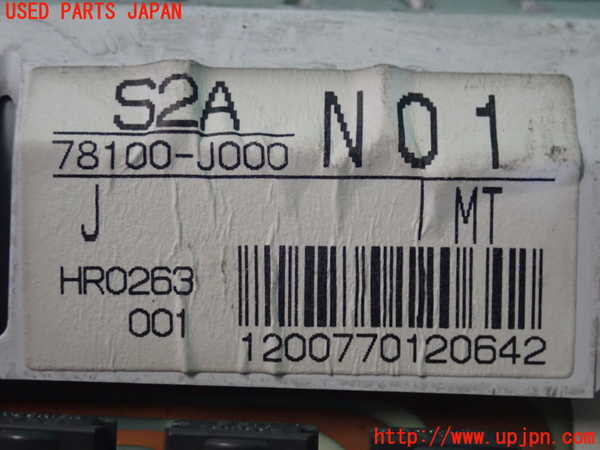 USED PARTS JAPAN
S2A N01
78100-J000
J MT
HR0263
001
1200770120642
http://www.upjpn.com